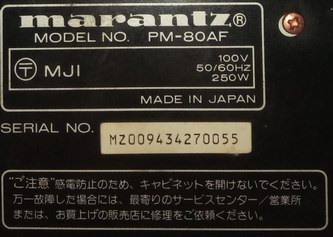 marantz®
MODEL NO. PM-80AF
〒 MJI
100V
50/60HZ
250W
MADE IN JAPAN
SERIAL NO. MZ009434270055
"ご注意"感電防止のため、キャビネットを開けないでください。
万一故障した場合には、最寄りのサービスセンター/営業所
または、お買上げの販売店に修理をご依頼ください。